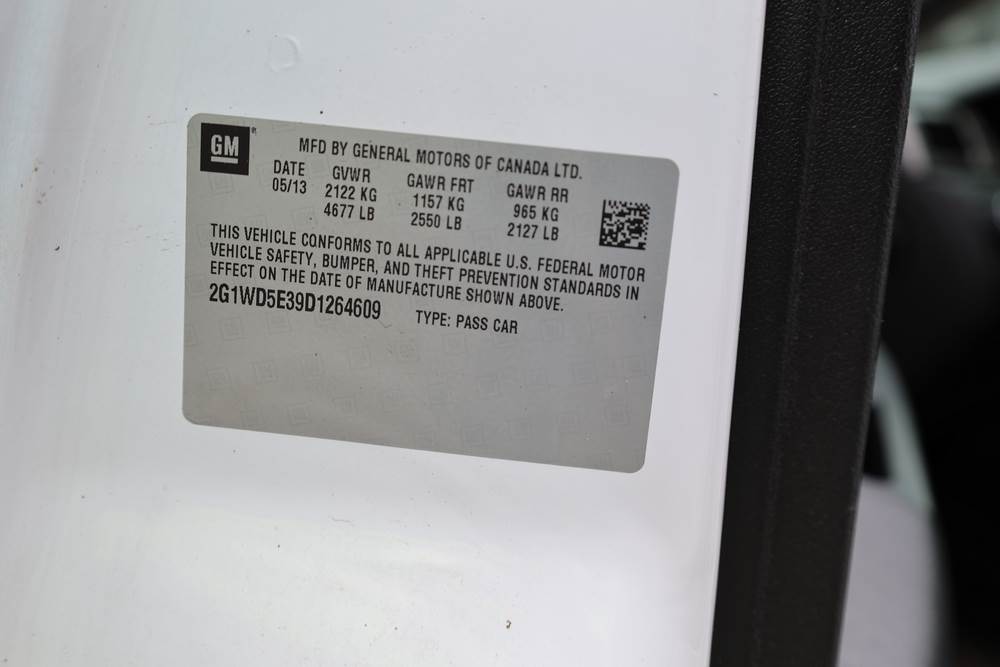 GM
MFD BY GENERAL MOTORS OF CANADA LTD.
DATE GVWR GAWR FRT GAWR RR
05/13 2122 KG 1157 KG 965 KG
4677 LB 2550 LB 2127 LB
THIS VEHICLE CONFORMS TO ALL APPLICABLE U.S. FEDERAL MOTOR
VEHICLE SAFETY, BUMPER, AND THEFT PREVENTION STANDARDS IN
EFFECT ON THE DATE OF MANUFACTURE SHOWN ABOVE.
2G1WD5E39D1264609 TYPE: PASS CAR